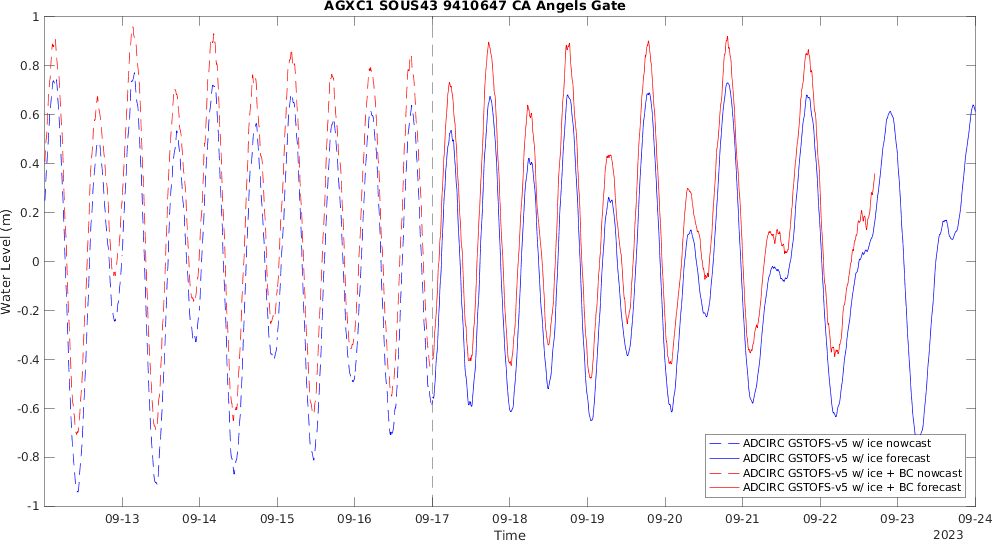 AGXC1 SOUS43 9410647 CA Angels Gate
1
0.8
0.6
0.4
0.2
0
-0.2
-0.4
-0.6
-0.8
-1
Water Level (m)
ADCIRC GSTOFS-v5 w/ ice nowcast
ADCIRC GSTOFS-v5 w/ ice forecast
ADCIRC GSTOFS-v5 w/ ice + BC nowcast
ADCIRC GSTOFS-v5 w/ ice + BC forecast
09-13 09-14 09-15 09-16 09-17 09-18 09-19 09-20 09-21 09-22 09-23 09-24
Time
2023